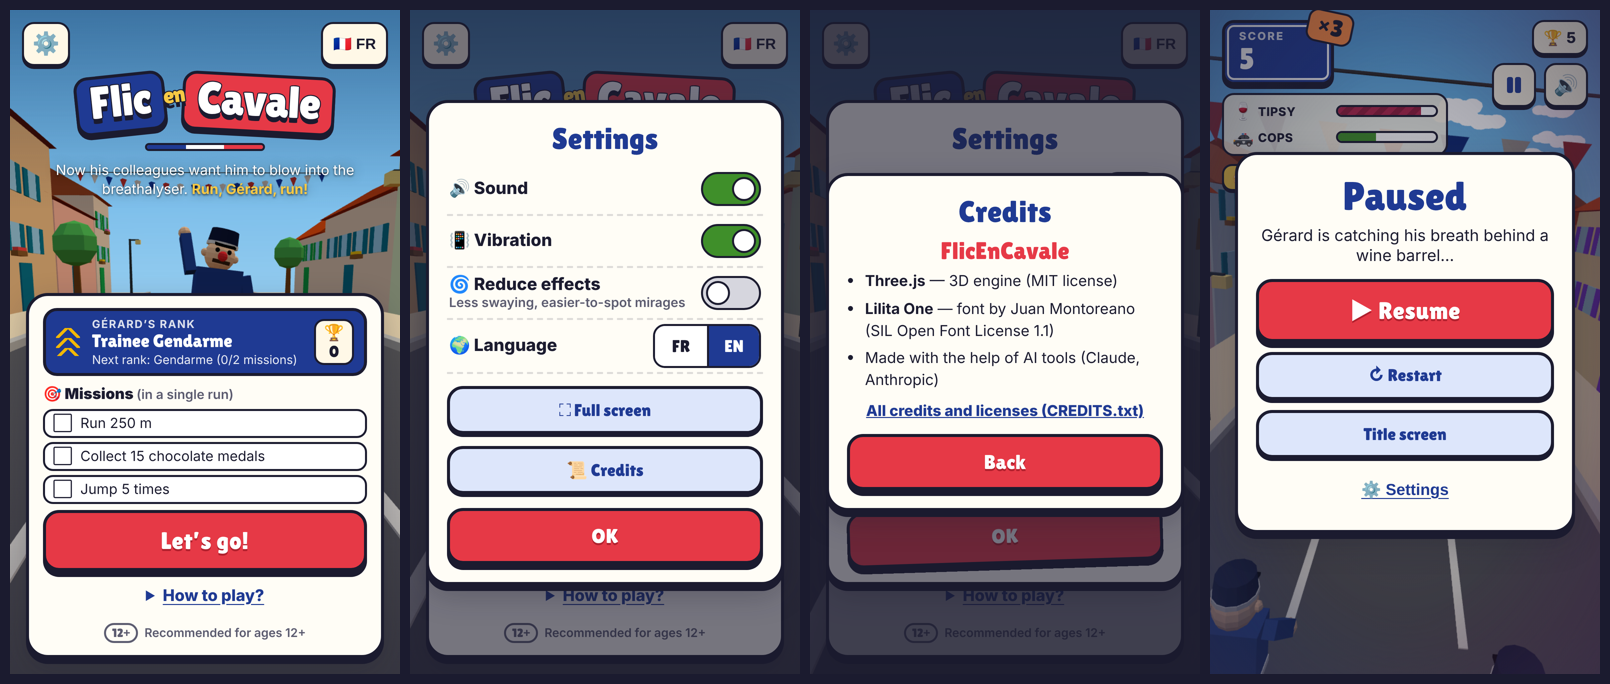 FR
Flic en Cavale
Now his colleagues want him to blow into the
breathalyser. Run, Gérard, run!
GÉRARD'S RANK
Trainee Gendarme
Next rank: Gendarme (0/2 missions)
0
Missions (in a single run)
Run 250 m
Collect 15 chocolate medals
Jump 5 times
Let's go!
How to play?
12+ Recommended for ages 12+
FR
Flic en Cavale
Settings
Sound
Vibration
Reduce effects
Less swaying, easier-to-spot mirages
Language
FR EN
Full screen
Credits
OK
How to play?
12+ Recommended for ages 12+
FR
Flic en Cavale
Settings
Credits
FlicEnCavale
• Three.js — 3D engine (MIT license)
• Lilita One — font by Juan Montoreano
(SIL Open Font License 1.1)
• Made with the help of AI tools (Claude,
Anthropic)
All credits and licenses (CREDITS.txt)
Back
OK
How to play?
12+ Recommended for ages 12+
SCORE
5
×3
5
TIPSY
COPS
Paused
Gérard is catching his breath behind a
wine barrel...
Resume
Restart
Title screen
Settings